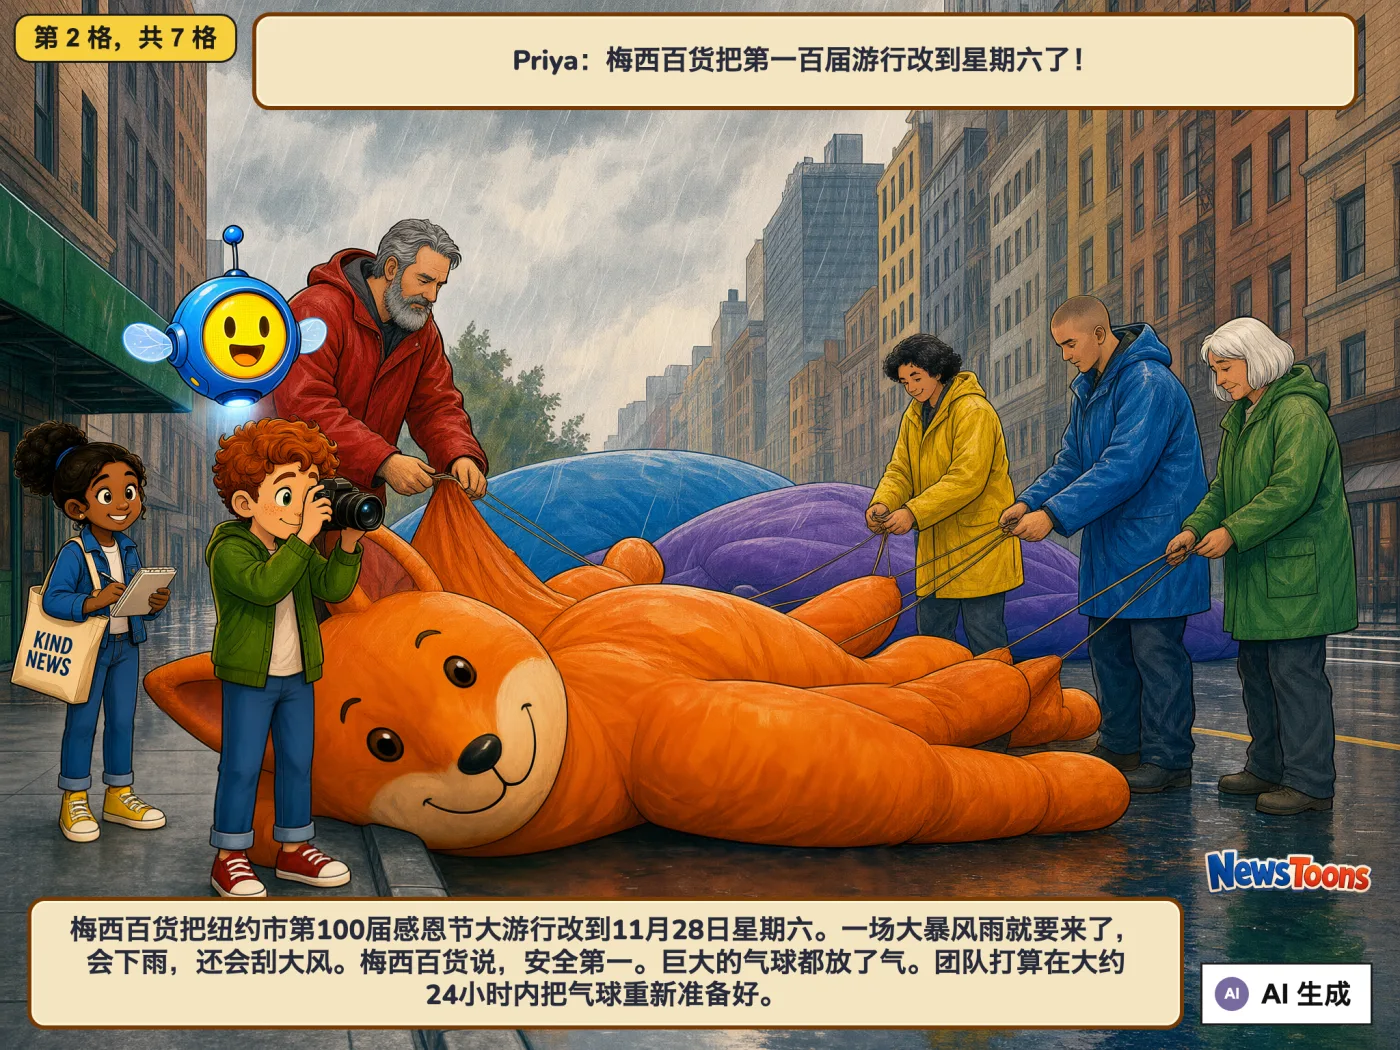 第 2 格，共 7 格
Priya：梅西百货把第一百届游行改到星期六了！
KIND
NEWS
NewsToons
梅西百货把纽约市第100届感恩节大游行改到11月28日星期六。一场大暴风雨就要来了，
会下雨，还会刮大风。梅西百货说，安全第一。巨大的气球都放了气。团队打算在大约
24小时内把气球重新准备好。
AI AI 生成